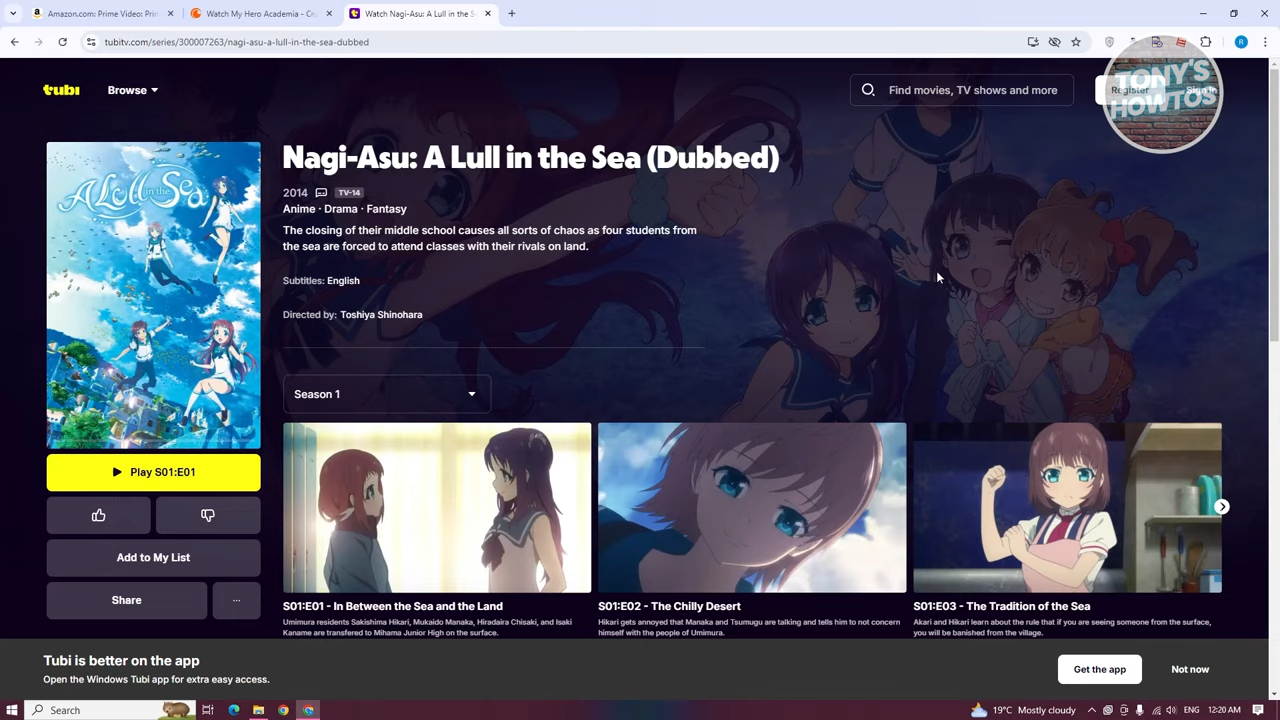 Amazon.com: Prime Video: Prim
Watch My Hero Academia - Cru
Watch Nagi-Asu: A Lull in the S
tubitv.com/series/300007263/nagi-asu-a-lull-in-the-sea-dubbed
R
tubi
Browse
Find movies, TV shows and more
Register
Sign In
TONY'S
HOWTOS
A Lull in the Sea
Nagi-Asu: A Lull in the Sea (Dubbed)
2014 TV-14
Anime · Drama · Fantasy
The closing of their middle school causes all sorts of chaos as four students from
the sea are forced to attend classes with their rivals on land.
Subtitles: English
Directed by: Toshiya Shinohara
Season 1
Play S01:E01
Add to My List
Share
...
S01:E01 - In Between the Sea and the Land
Umimura residents Sakishima Hikari, Mukaido Manaka, Hiradaira Chisaki, and Isaki
Kaname are transfered to Mihama Junior High on the surface.
S01:E02 - The Chilly Desert
Hikari gets annoyed that Manaka and Tsumugu are talking and tells him to not concern
himself with the people of Umimura.
S01:E03 - The Tradition of the Sea
Akari and Hikari learn about the rule that if you are seeing someone from the surface,
you will be banished from the village.
Tubi is better on the app
Open the Windows Tubi app for extra easy access.
Get the app
Not now
Search
19°C Mostly cloudy
ENG
12:20 AM